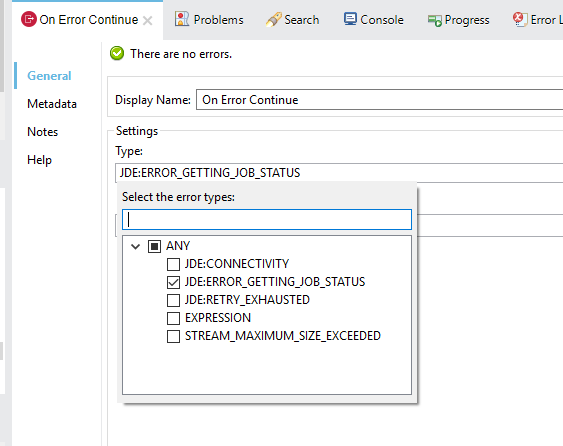 On Error Continue
Problems
Search
Console
Progress
Error L
There are no errors.
General
Metadata
Notes
Help
Display Name: On Error Continue
Settings
Type:
JDE:ERROR_GETTING_JOB_STATUS
Select the error types:
ANY
JDE:CONNECTIVITY
JDE:ERROR_GETTING_JOB_STATUS
JDE:RETRY_EXHAUSTED
EXPRESSION
STREAM_MAXIMUM_SIZE_EXCEEDED